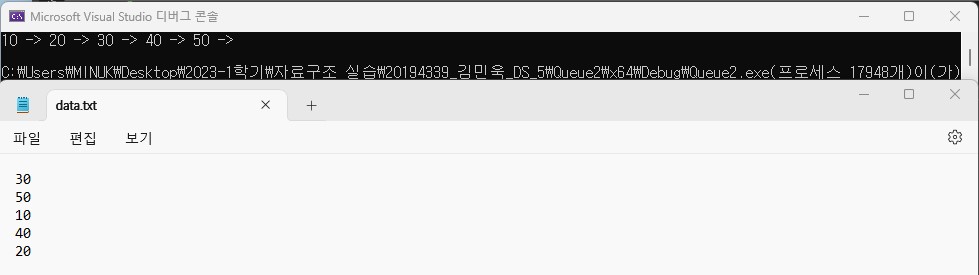 Microsoft Visual Studio 디버그 콘솔
10 -> 20 -> 30 -> 40 -> 50 ->
C:₩Users₩MINUK₩Desktop₩2023-1학기₩자료구조 실습₩20194339_김민욱_DS_5₩Queue2₩x64₩Debug₩Queue2.exe(프로세스 17948개)이(가)
data.txt
파일 편집 보기
30
50
10
40
20